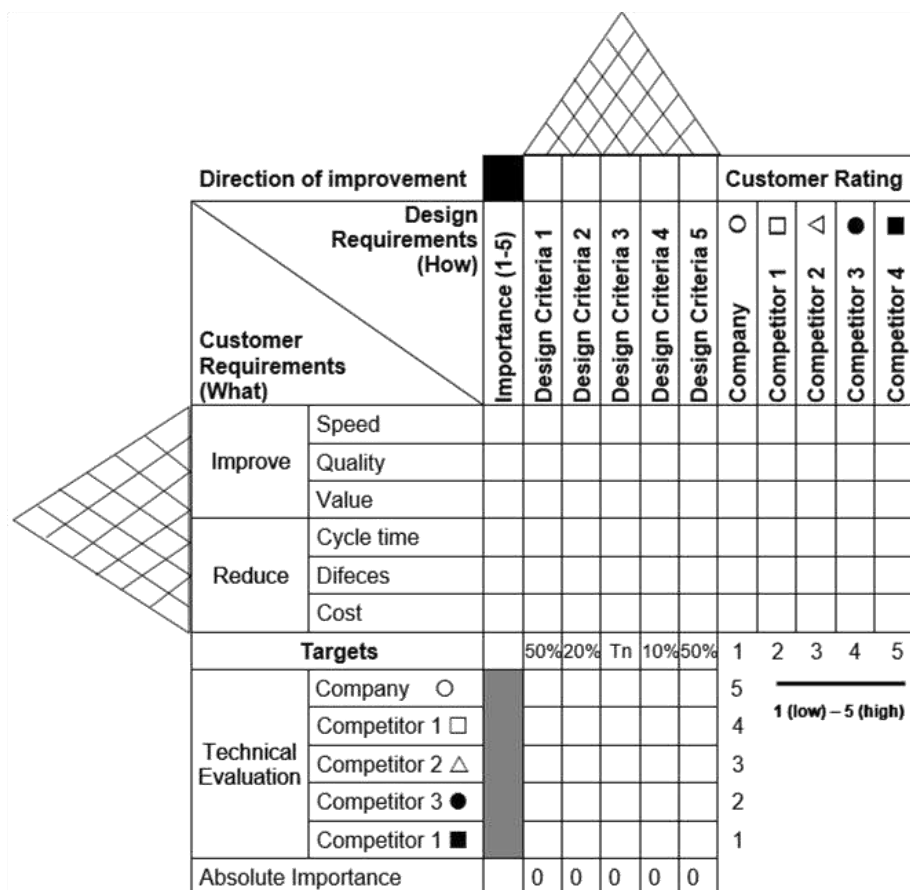 Direction of improvement
Customer Rating
Design
Requirements
(How)
Customer
Requirements
(What)
Importance (1-5)
Design Criteria 1
Design Criteria 2
Design Criteria 3
Design Criteria 4
Design Criteria 5
Company
Competitor 1
Competitor 2
Competitor 3
Competitor 4
Improve
Speed
Quality
Value
Reduce
Cycle time
Difeces
Cost
Targets 50% 20% Tn 10% 50% 1 2 3 4 5
Technical
Evaluation
Company 5
Competitor 1 4
Competitor 2 3
Competitor 3 2
Competitor 1 1
1 (low) – 5 (high)
Absolute Importance 0 0 0 0 0